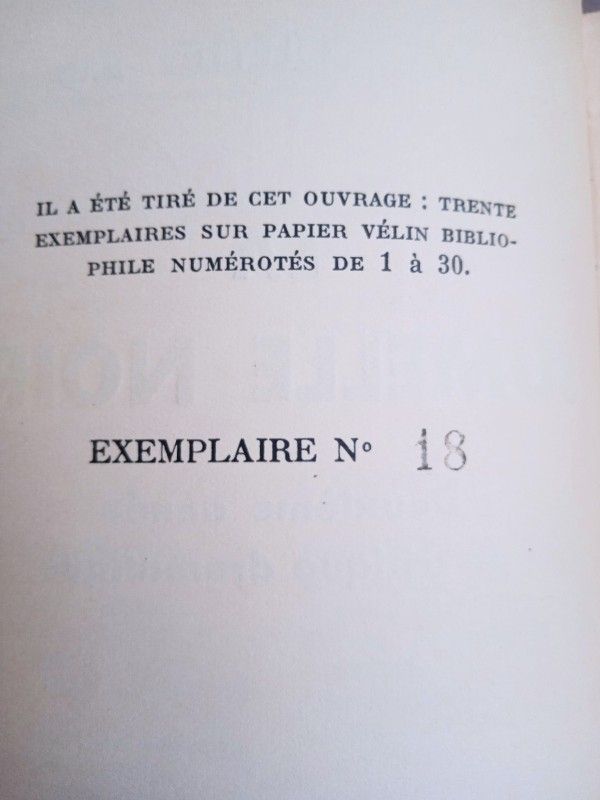 IL A ÉTÉ TIRÉ DE CET OUVRAGE : TRENTE
EXEMPLAIRES SUR PAPIER VÉLIN BIBLIO-
PHILE NUMÉROTÉS DE 1 à 30.
EXEMPLAIRE Nº 18